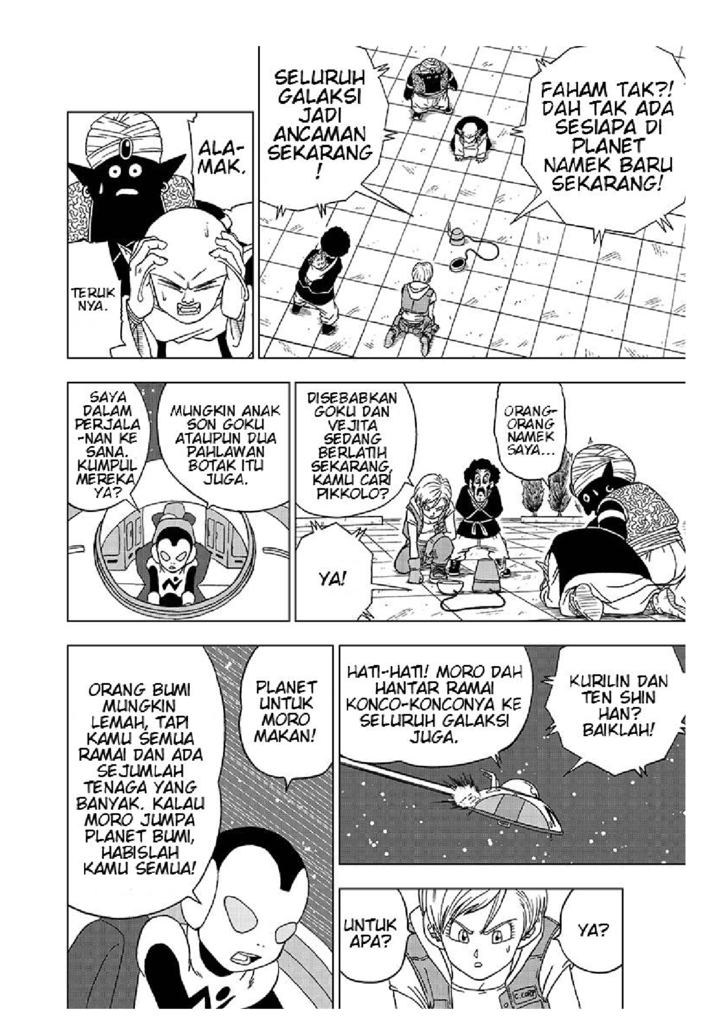 FAHAM TAK?!
DAH TAK ADA
SESIAPA DI
PLANET
NAMEK BARU
SEKARANG!
SELURUH
GALAKSI
JADI
ANCAMAN
SEKARANG
!
ALA-
MAK.
TERUK
NYA.
ORANG-
ORANG
NAMEK
SAYA...
DISEBABKAN
GOKU DAN
VEJITA
SEDANG
BERLATIH
SEKARANG,
KAMU CARI
PIKKOLO?
YA!
MUNGKIN ANAK
SON GOKU
ATAUPUN DUA
PAHLAWAN
BOTAK ITU
JUGA.
SAYA
DALAM
PERJALA
-NAN KE
SANA.
KUMPUL
MEREKA
YA?
KURILIN DAN
TEN SHIN
HAN?
BAIKLAH!
HATI-HATI! MORO DAH
HANTAR RAMAI
KONCO-KONCONYA KE
SELURUH GALAKSI
JUGA.
YA?
UNTUK
APA?
C.CORP
PLANET
UNTUK
MORO
MAKAN!
ORANG BUMI
MUNGKIN
LEMAH, TAPI
KAMU SEMUA
RAMAI DAN ADA
SEJUMLAH
TENAGA YANG
BANYAK. KALAU
MORO JUMPA
PLANET BUMI,
HABISLAH
KAMU SEMUA!